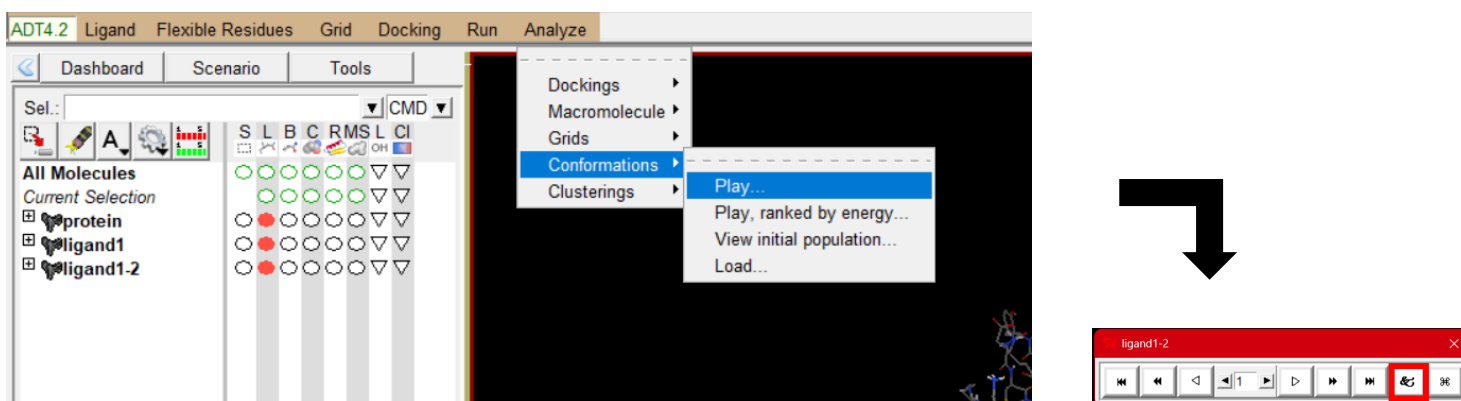 ADT4.2 Ligand Flexible Residues Grid Docking Run Analyze
Dashboard Scenario Tools
Sel.: CMD
A
S L B C R MS L Cl
OH
All Molecules
Current Selection
protein
ligand1
ligand1-2
Dockings
Macromolecule
Grids
Conformations
Clusterings
Play...
Play, ranked by energy...
View initial population...
Load...
ligand1-2
1 & ⌘